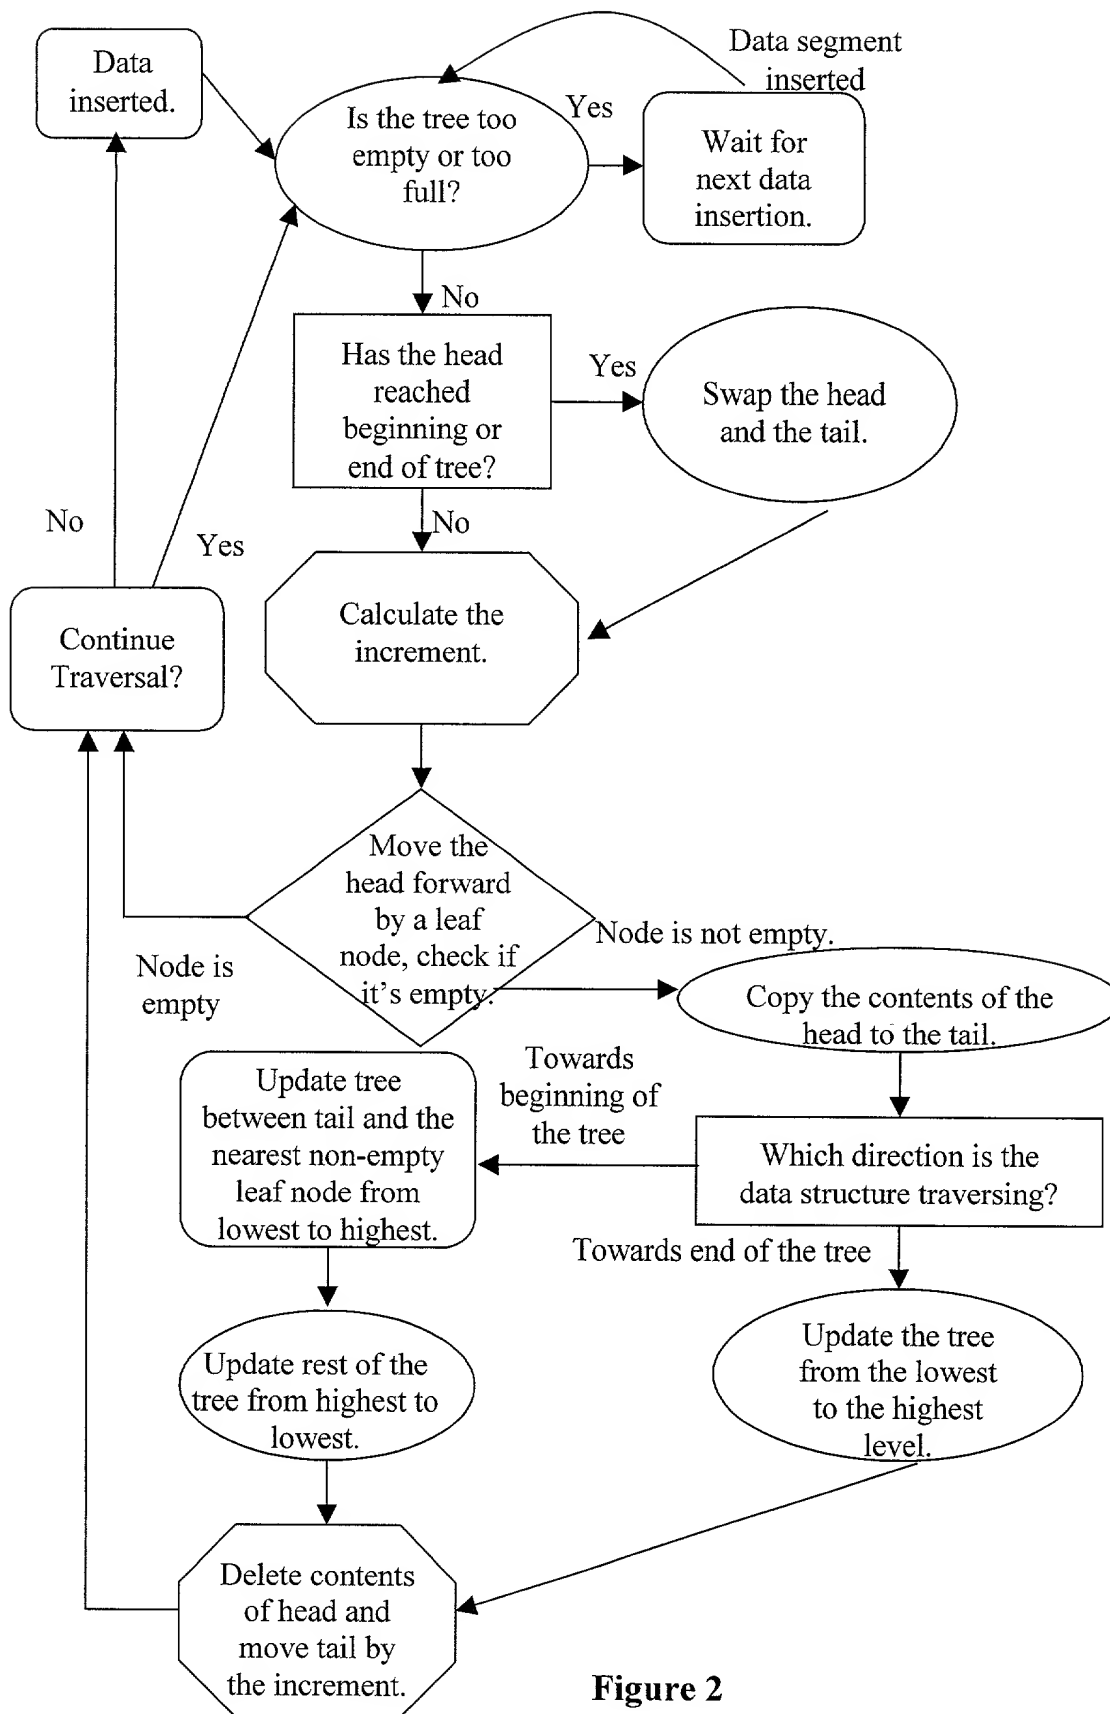 Data
inserted.
Is the tree too
empty or too
full?
Yes
Data segment
inserted
Wait for
next data
insertion.
No
Has the head
reached
beginning or
end of tree?
Yes
Swap the head
and the tail.
No
Yes
No
Continue
Traversal?
Calculate the
increment.
Move the
head forward
by a leaf
node, check if
it's empty.
Node is
empty
Node is not empty.
Copy the contents of the
head to the tail.
Towards
beginning of
the tree
Which direction is the
data structure traversing?
Update tree
between tail and the
nearest non-empty
leaf node from
lowest to highest.
Towards end of the tree
Update rest of the
tree from highest to
lowest.
Update the tree
from the lowest
to the highest
level.
Delete contents
of head and
move tail by
the increment.
Figure 2